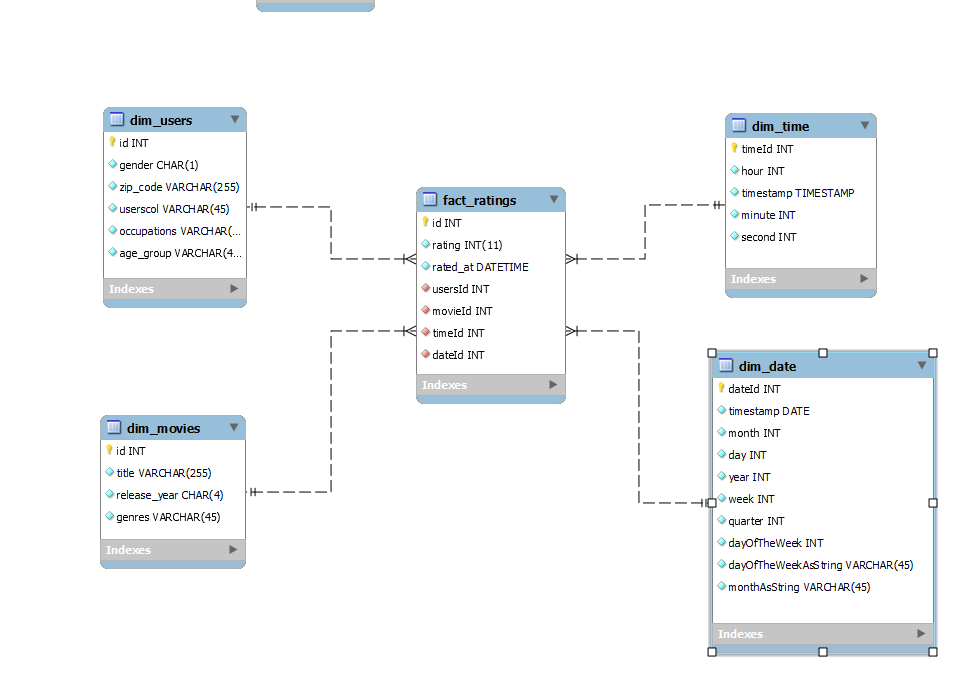 dim_users
id INT
gender CHAR(1)
zip_code VARCHAR(255)
userscol VARCHAR(45)
occupations VARCHAR(...
age_group VARCHAR(4...
Indexes
dim_movies
id INT
title VARCHAR(255)
release_year CHAR(4)
genres VARCHAR(45)
Indexes
fact_ratings
id INT
rating INT(11)
rated_at DATETIME
usersId INT
movieId INT
timeId INT
dateId INT
Indexes
dim_time
timeId INT
hour INT
timestamp TIMESTAMP
minute INT
second INT
Indexes
dim_date
dateId INT
timestamp DATE
month INT
day INT
year INT
week INT
quarter INT
dayOfTheWeek INT
dayOfTheWeekAsString VARCHAR(45)
monthAsString VARCHAR(45)
Indexes